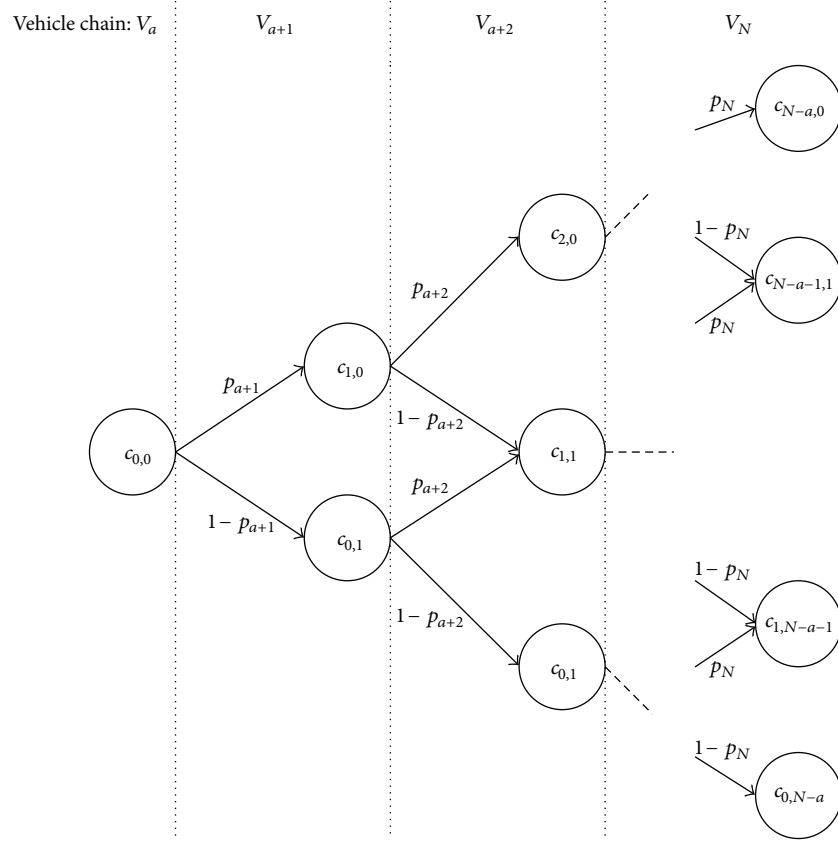 Vehicle chain: V_a
V_{a+1}
V_{a+2}
V_N
p_N
c_{N−a,0}
1 − p_N
c_{2,0}
c_{N−a−1,1}
p_{a+2}
p_N
p_{a+1}
c_{1,0}
1 − p_{a+2}
c_{0,0}
c_{1,1}
p_{a+2}
1 − p_{a+1}
c_{0,1}
1 − p_N
1 − p_{a+2}
c_{1,N−a−1}
c_{0,1}
p_N
1 − p_N
c_{0,N−a}